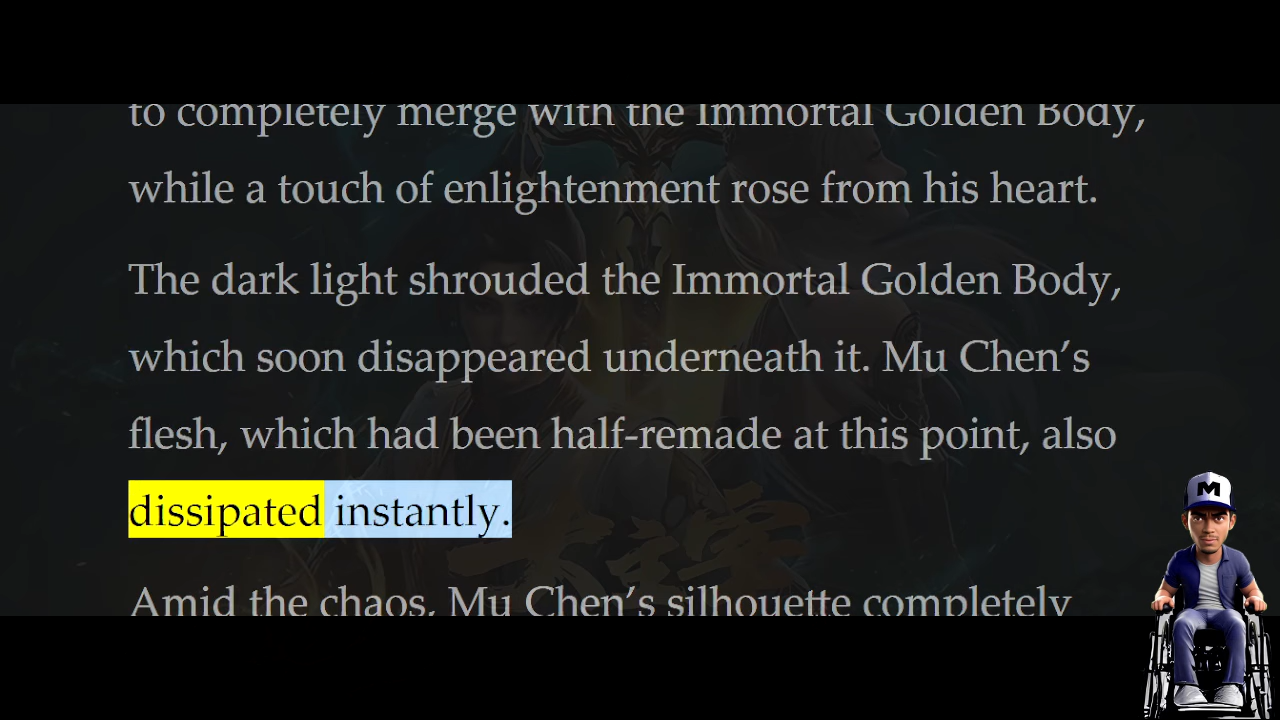 to completely merge with the Immortal Golden Body,
while a touch of enlightenment rose from his heart.
The dark light shrouded the Immortal Golden Body,
which soon disappeared underneath it. Mu Chen’s
flesh, which had been half-remade at this point, also
dissipated instantly.
Amid the chaos, Mu Chen’s silhouette completely
M
M